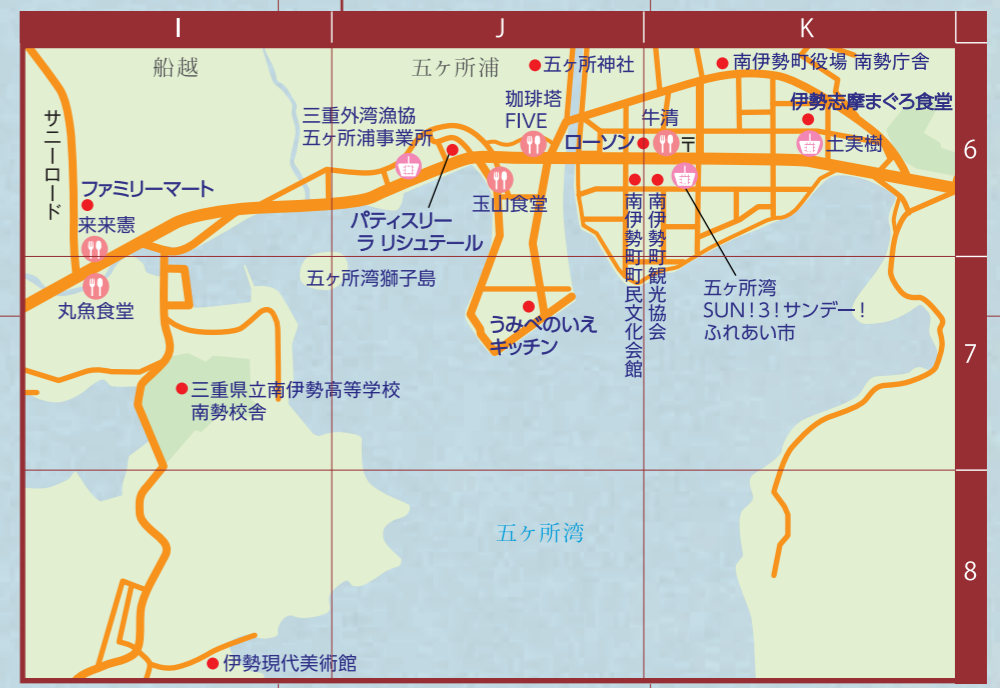 I
J
K
船越
五ヶ所浦
五ヶ所神社
南伊勢町役場 南勢庁舎
サニーロード
三重外湾漁協
五ヶ所浦事業所
珈琲塔
FIVE
ローソン
牛清
〒
伊勢志摩まぐろ食堂
土実樹
6
ファミリーマート
来来憲
パティスリー
ラ リシュテール
玉山食堂
南伊勢町町民文化会館
南伊勢町観光協会
丸魚食堂
五ヶ所湾獅子島
五ヶ所湾
SUN!3!サンデー!
ふれあい市
うみべのいえ
キッチン
7
三重県立南伊勢高等学校
南勢校舎
五ヶ所湾
8
伊勢現代美術館